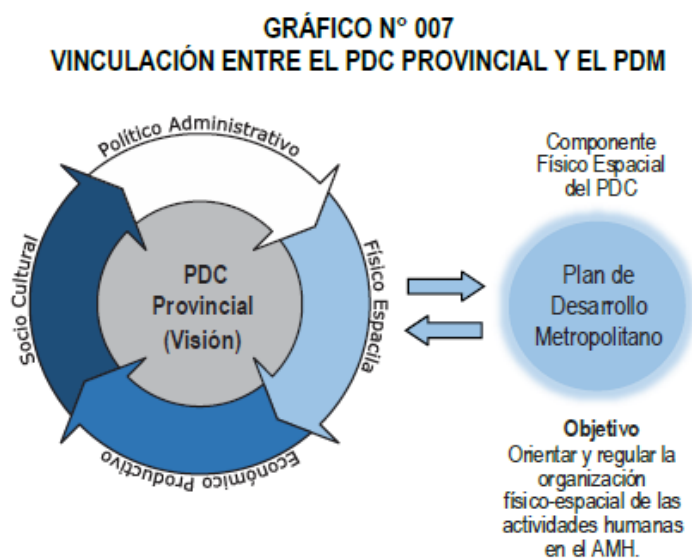 GRÁFICO N° 007
VINCULACIÓN ENTRE EL PDC PROVINCIAL Y EL PDM
Político Administrativo
Físico Espacila
Económico Productivo
Socio Cultural
PDC
Provincial
(Visión)
Componente
Físico Espacial
del PDC
Plan de
Desarrollo
Metropolitano
Objetivo
Orientar y regular la
organización
físico-espacial de las
actividades humanas
en el AMH.